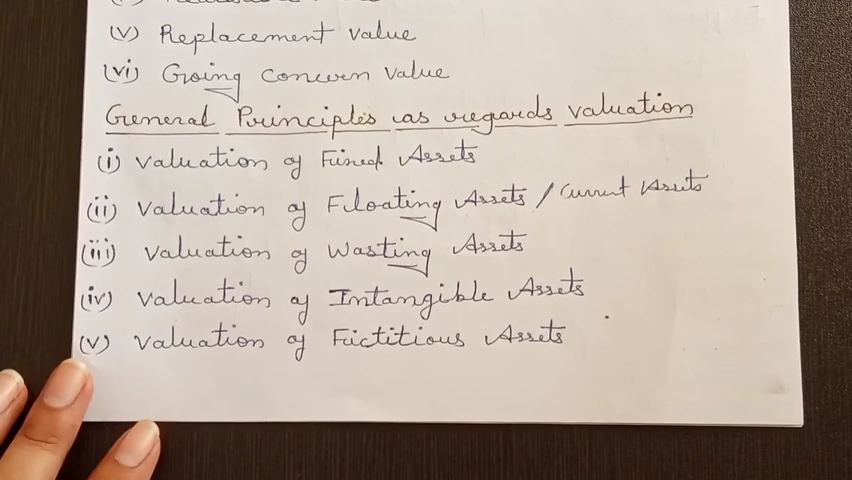 (v) Replacement value
(vi) Going concern value
General Principles as regards valuation
(i) Valuation of Fixed Assets
(ii) Valuation of Floating Assets / Current Assets
(iii) Valuation of Wasting Assets
(iv) Valuation of Intangible Assets
(v) Valuation of Fictitious Assets